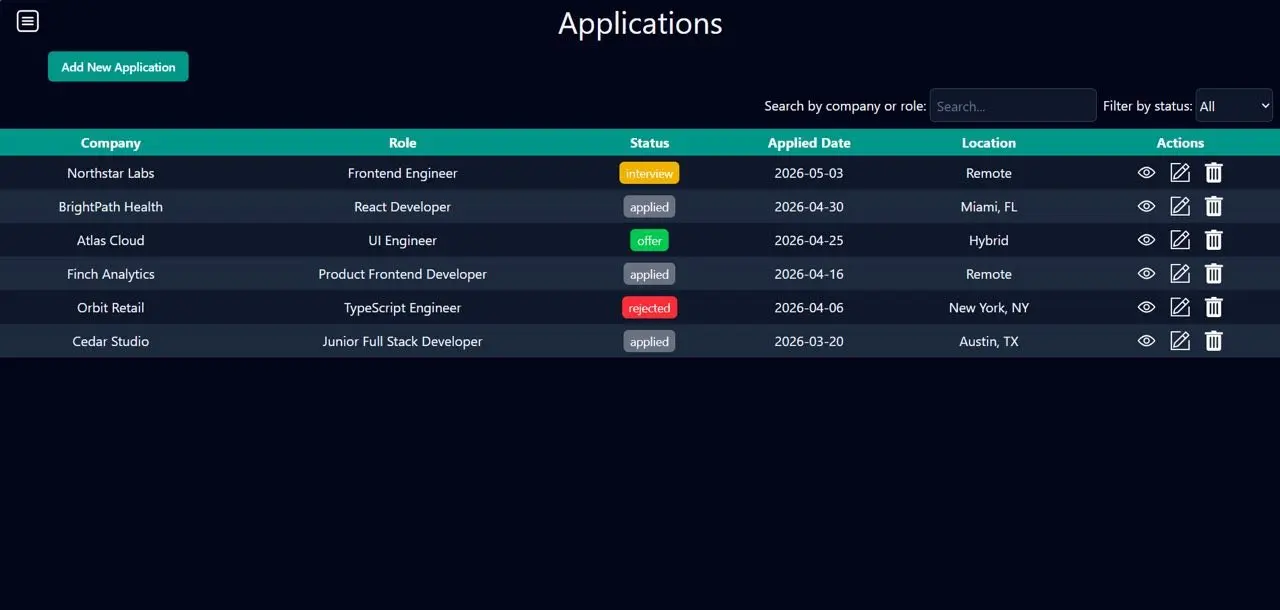 Applications
Add New Application
Search by company or role: Search... Filter by status: All
Company Role Status Applied Date Location Actions
Northstar Labs Frontend Engineer interview 2026-05-03 Remote
BrightPath Health React Developer applied 2026-04-30 Miami, FL
Atlas Cloud UI Engineer offer 2026-04-25 Hybrid
Finch Analytics Product Frontend Developer applied 2026-04-16 Remote
Orbit Retail TypeScript Engineer rejected 2026-04-06 New York, NY
Cedar Studio Junior Full Stack Developer applied 2026-03-20 Austin, TX